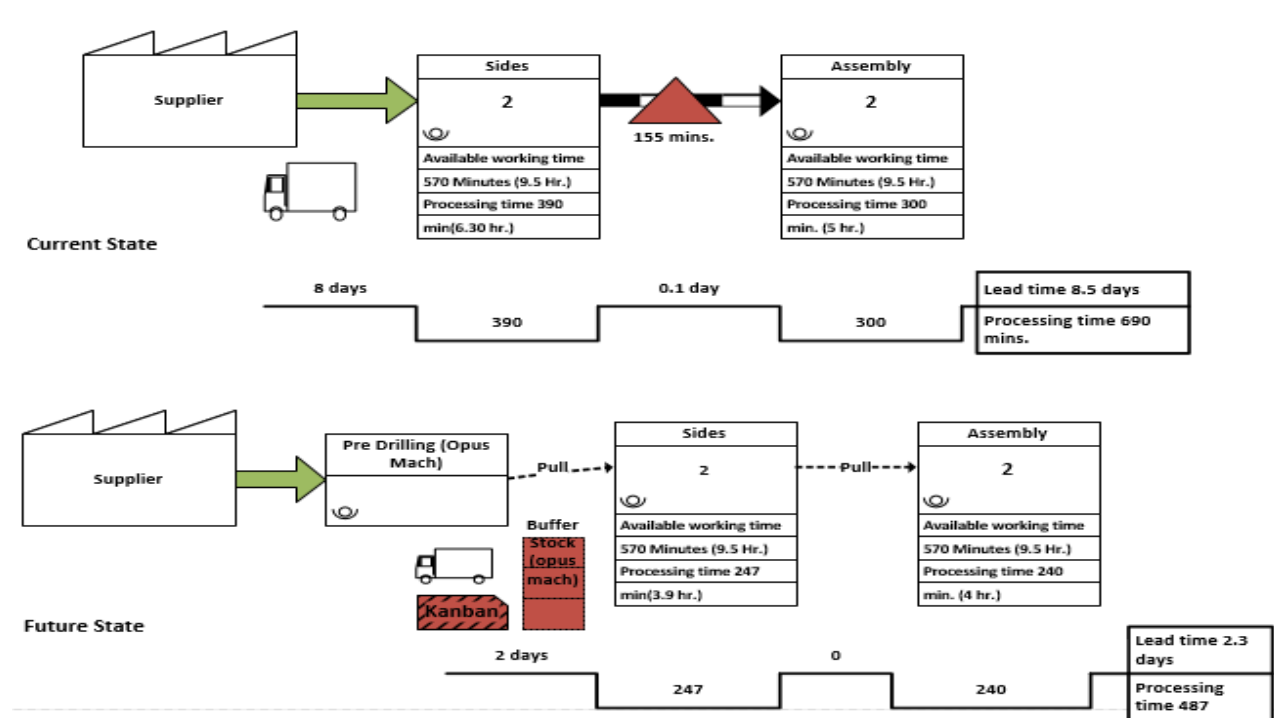 Supplier
Sides
2
Available working time
570 Minutes (9.5 Hr.)
Processing time 390
min(6.30 hr.)
155 mins.
Assembly
2
Available working time
570 Minutes (9.5 Hr.)
Processing time 300
min. (5 hr.)
Current State
8 days
390
0.1 day
300
Lead time 8.5 days
Processing time 690
mins.
Supplier
Pre Drilling (Opus
Mach)
Pull
Buffer
Stock
(opus
mach)
Kanban
Sides
2
Available working time
570 Minutes (9.5 Hr.)
Processing time 247
min(3.9 hr.)
Pull
Assembly
2
Available working time
570 Minutes (9.5 Hr.)
Processing time 240
min. (4 hr.)
Future State
2 days
247
0
240
Lead time 2.3
days
Processing
time 487